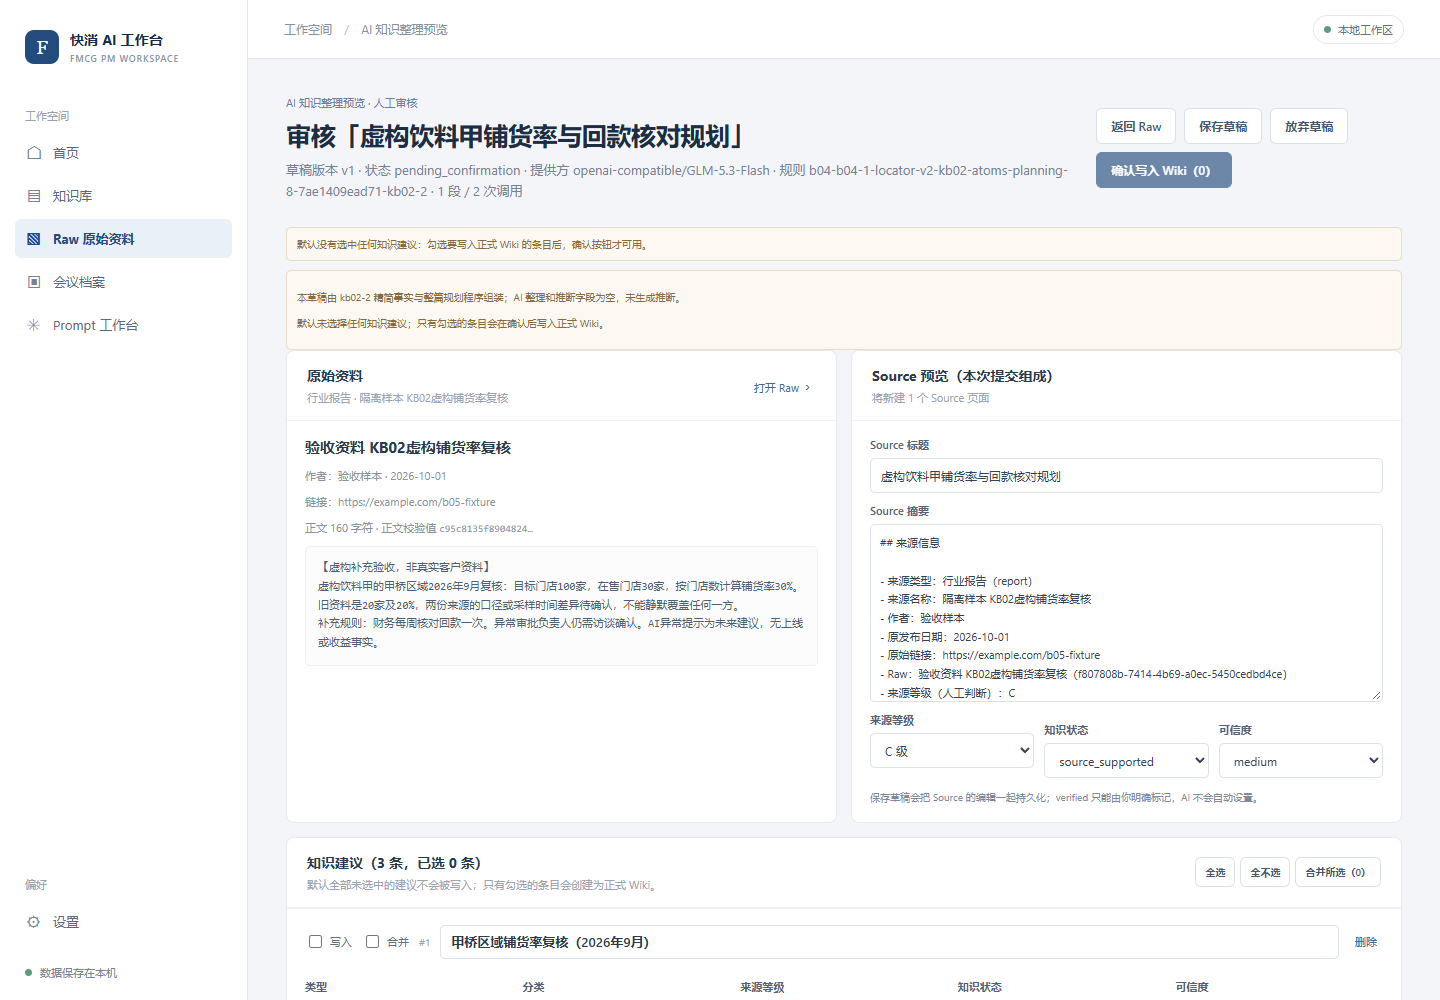 F
快消 AI 工作台
FMCG PM WORKSPACE
工作空间
首页
知识库
Raw 原始资料
会议档案
Prompt 工作台
偏好
设置
数据保存在本机
工作空间 / AI 知识整理预览
本地工作区
AI 知识整理预览 · 人工审核
审核「虚构饮料甲铺货率与回款核对规划」
草稿版本 v1 · 状态 pending_confirmation · 提供方 openai-compatible/GLM-5.3-Flash · 规则 b04-b04-1-locator-v2-kb02-atoms-planning-
8-7ae1409ead71-kb02-2 · 1 段 / 2 次调用
返回 Raw
保存草稿
放弃草稿
确认写入 Wiki（0）
默认没有选中任何知识建议：勾选要写入正式 Wiki 的条目后，确认按钮才可用。
本草稿由 kb02-2 精简事实与整篇规划程序组装；AI 整理和推断字段为空，未生成推断。
默认未选择任何知识建议；只有勾选的条目会在确认后写入正式 Wiki。
原始资料
行业报告 · 隔离样本 KB02虚构铺货率复核
打开 Raw ›
验收资料 KB02虚构铺货率复核
作者：验收样本 · 2026-10-01
链接：https://example.com/b05-fixture
正文 160 字符 · 正文校验值 c95c8135f8904824…
【虚构补充验收，非真实客户资料】
虚构饮料甲的甲桥区域2026年9月复核：目标门店100家，在售门店30家，按门店数计算铺货率30%。
旧资料是20家及20%，两份来源的口径或采样时间差异待确认，不能静默覆盖任何一方。
补充规则：财务每周核对回款一次。异常审批负责人仍需访谈确认。AI异常提示为未来建议，无上线
或收益事实。
Source 预览（本次提交组成）
将新建 1 个 Source 页面
Source 标题
虚构饮料甲铺货率与回款核对规划
Source 摘要
## 来源信息
- 来源类型：行业报告（report）
- 来源名称：隔离样本 KB02虚构铺货率复核
- 作者：验收样本
- 原发布日期：2026-10-01
- 原始链接：https://example.com/b05-fixture
- Raw：验收资料 KB02虚构铺货率复核（f807808b-7414-4b69-a0ec-5450cedbd4ce）
- 来源等级（人工判断）：C
来源等级
知识状态
可信度
C 级
source_supported
medium
保存草稿会把 Source 的编辑一起持久化；verified 只能由你明确标记，AI 不会自动设置。
知识建议（3 条，已选 0 条）
默认全部未选中的建议不会被写入；只有勾选的条目会创建为正式 Wiki。
全选
全不选
合并所选（0）
写入 合并 #1 甲桥区域铺货率复核（2026年9月） 删除
类型 分类 来源等级 知识状态 可信度